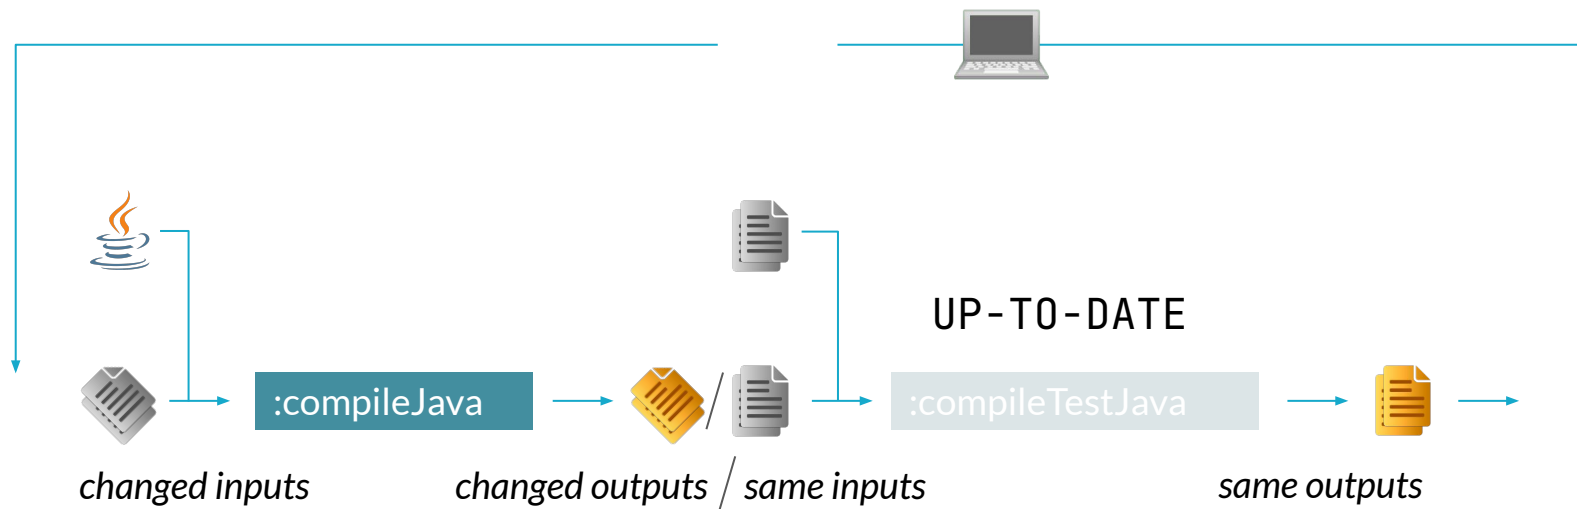 UP-TO-DATE
:compileJava
:compileTestJava
changed inputs
changed outputs / same inputs
same outputs